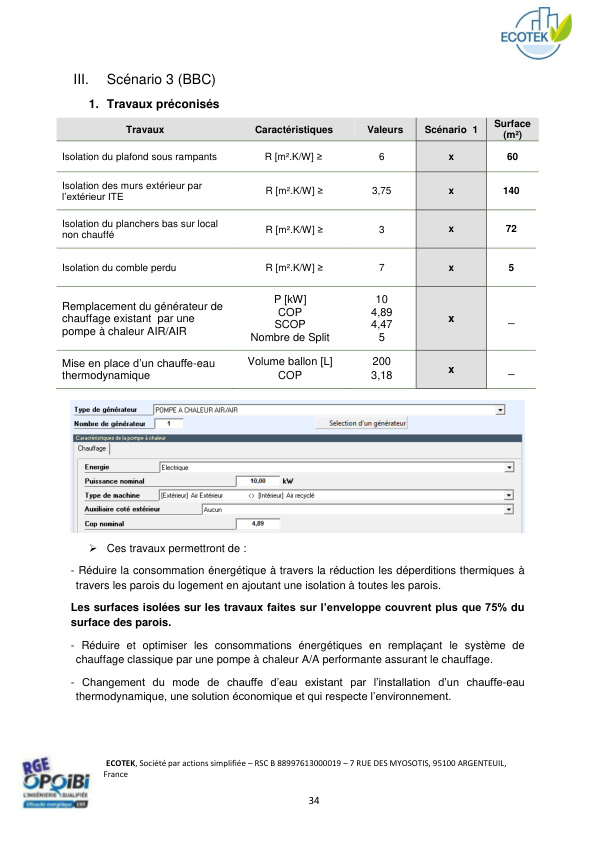 ECOTEK
III. Scénario 3 (BBC)
1. Travaux préconisés
Travaux Caractéristiques Valeurs Scénario 1 Surface (m²)
Isolation du plafond sous rampants R [m².K/W] ≥ 6 x 60
Isolation des murs extérieur par
l'extérieur ITE R [m².K/W] ≥ 3,75 x 140
Isolation du planchers bas sur local
non chauffé R [m².K/W] ≥ 3 x 72
Isolation du comble perdu R [m².K/W] ≥ 7 x 5
Remplacement du générateur de
chauffage existant par une
pompe à chaleur AIR/AIR
P [kW] 10
COP 4,89
SCOP 4,47
Nombre de Split 5
x _
Mise en place d'un chauffe-eau
thermodynamique
Volume ballon [L] 200
COP 3,18
x _
Type de générateur POMPE A CHALEUR AIR/AIR
Nombre de générateur 1 Selection d'un générateur
Caractéristiques de la pompe à chaleur
Chauffage
Energie Electrique
Puissance nominal 10,00 kW
Type de machine [Extérieur] Air Extérieur <> [Intérieur] Air recyclé
Auxiliaire coté extérieur Aucun
Cop nominal 4,89
➢ Ces travaux permettront de :
- Réduire la consommation énergétique à travers la réduction les déperditions thermiques à
travers les parois du logement en ajoutant une isolation à toutes les parois.
Les surfaces isolées sur les travaux faites sur l'enveloppe couvrent plus que 75% du
surface des parois.
- Réduire et optimiser les consommations énergétiques en remplaçant le système de
chauffage classique par une pompe à chaleur A/A performante assurant le chauffage.
- Changement du mode de chauffe d'eau existant par l'installation d'un chauffe-eau
thermodynamique, une solution économique et qui respecte l'environnement.
RGE
OPQIBI
L'INGÉNIERIE QUALIFIÉE
Efficacité énergétique ENR
ECOTEK, Société par actions simplifiée – RSC B 88997613000019 – 7 RUE DES MYOSOTIS, 95100 ARGENTEUIL,
France
34